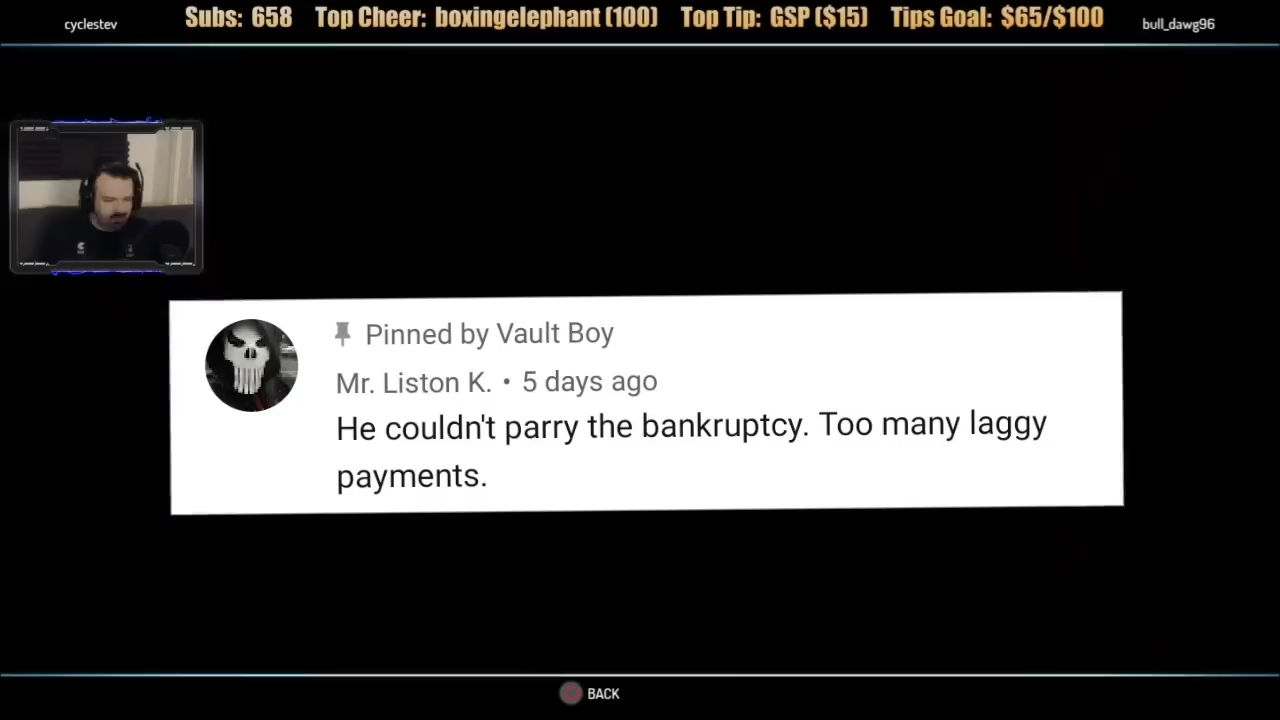 cyclestev
Subs: 658 Top Cheer: boxingelephant (100) Top Tip: GSP ($15) Tips Goal: $65/$100
bull_dawg96
Pinned by Vault Boy
Mr. Liston K. • 5 days ago
He couldn't parry the bankruptcy. Too many laggy
payments.
BACK